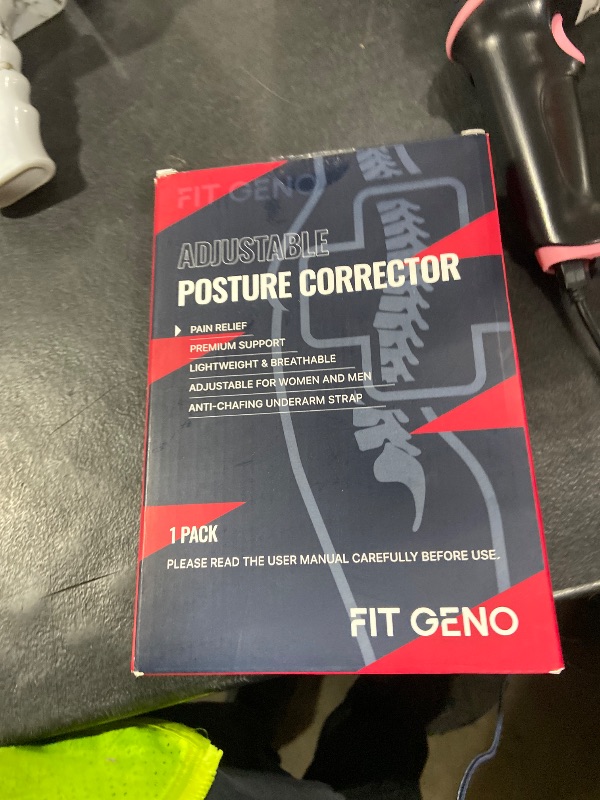 FIT GENO
ADJUSTABLE
POSTURE CORRECTOR
PAIN RELIEF
PREMIUM SUPPORT
LIGHTWEIGHT & BREATHABLE
ADJUSTABLE FOR WOMEN AND MEN
ANTI-CHAFING UNDERARM STRAP
1 PACK
PLEASE READ THE USER MANUAL CAREFULLY BEFORE USE.
FIT GENO